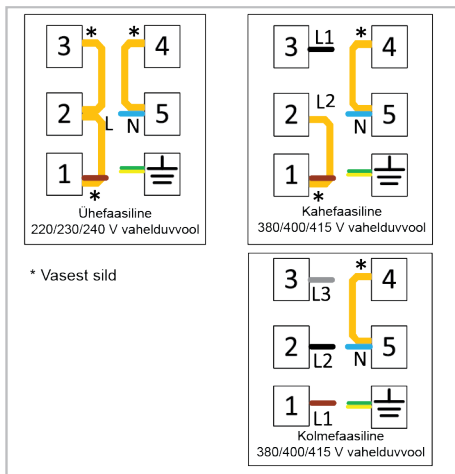 3 * * 4
2 L N 5
1 *
Ühefaasiline
220/230/240 V vahelduvvool
3 L1 * 4
2 L2 N 5
1 *
Kahefaasiline
380/400/415 V vahelduvvool
* Vasest sild
3 L3 * 4
2 L2 N 5
1 L1
Kolmefaasiline
380/400/415 V vahelduvvool